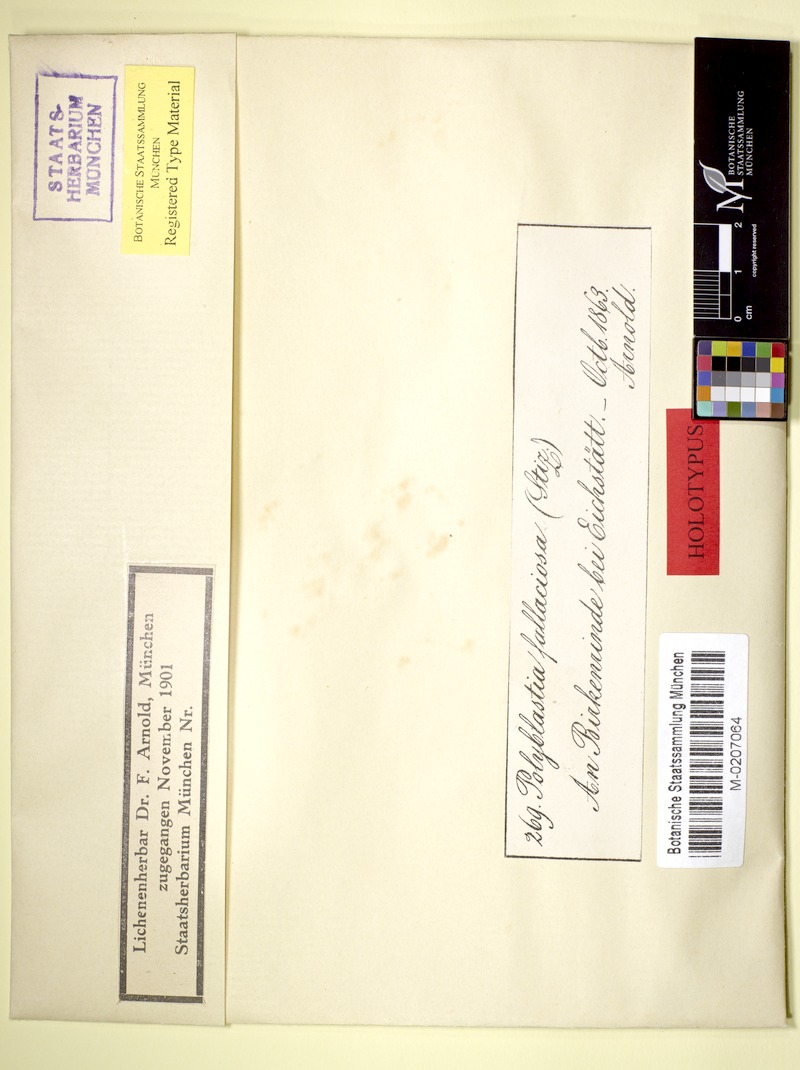 STAATS-
HERBARIUM
MÜNCHEN
BOTANISCHE STAATSSAMMLUNG
MÜNCHEN
Registered Type Material
Lichenenherbar Dr. F. Arnold, München
zugegangen November 1901
Staatsherbarium München Nr.
269. Polyblastia fallaciosa (Stiz.)
An Birkenrinde bei Eichstätt. – Octb. 1863.
Arnold.
HOLOTYPUS
Botanische Staatssammlung München
M-0207064
BOTANISCHE
STAATSSAMMLUNG
MÜNCHEN
0 1 2
cm
copyright reserved